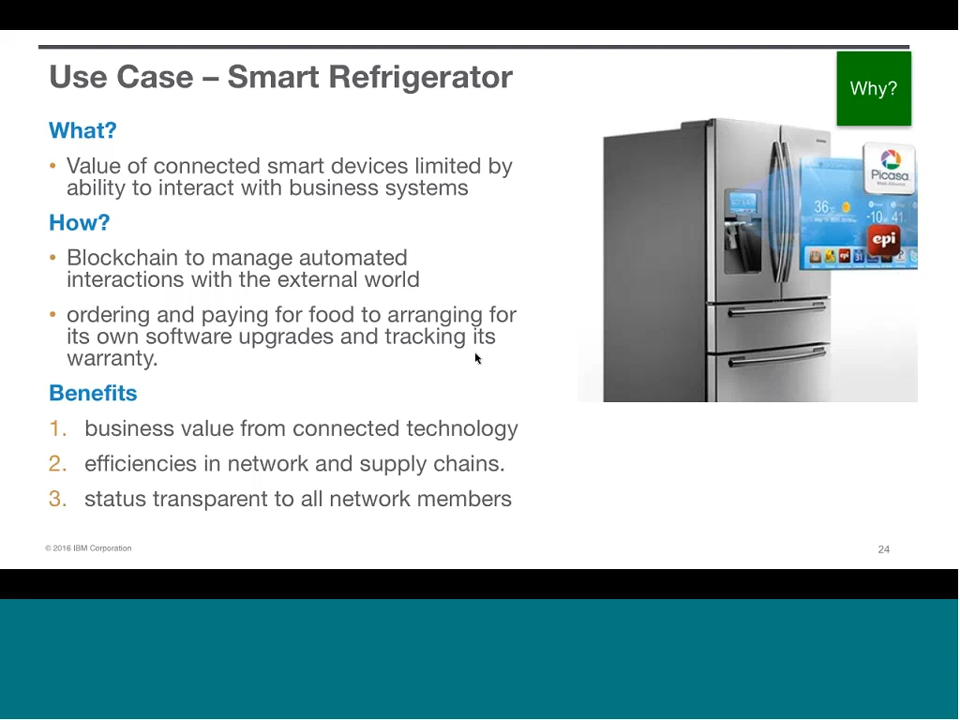 Use Case – Smart Refrigerator
Why?
What?
• Value of connected smart devices limited by
ability to interact with business systems
How?
• Blockchain to manage automated
interactions with the external world
• ordering and paying for food to arranging for
its own software upgrades and tracking its
warranty.
Benefits
1. business value from connected technology
2. efficiencies in network and supply chains.
3. status transparent to all network members
Picasa
36°
-10
41
epi
© 2016 IBM Corporation
24